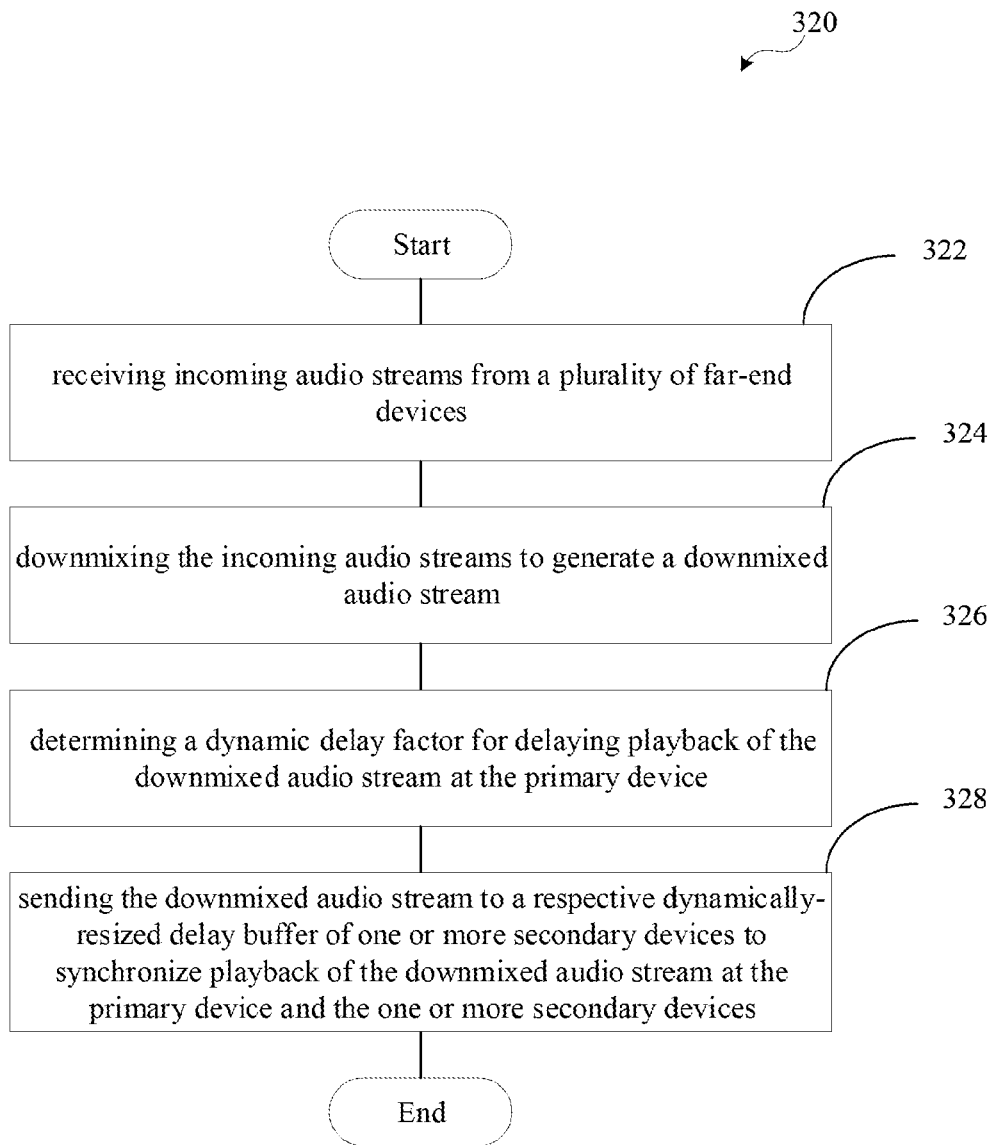 320
Start
322
receiving incoming audio streams from a plurality of far-end
devices
324
downmixing the incoming audio streams to generate a downmixed
audio stream
326
determining a dynamic delay factor for delaying playback of the
downmixed audio stream at the primary device
328
sending the downmixed audio stream to a respective dynamically-
resized delay buffer of one or more secondary devices to
synchronize playback of the downmixed audio stream at the
primary device and the one or more secondary devices
End